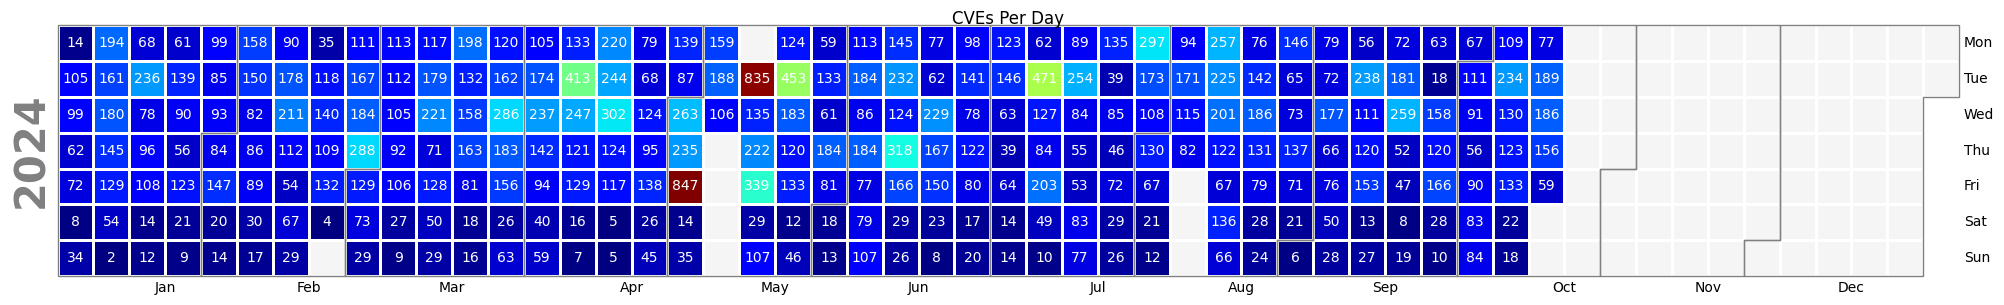 CVEs Per Day
2024
14 194 68 61 99 158 90 35 111 113 117 198 120 105 133 220 79 139 159 124 59 113 145 77 98 123 62 89 135 297 94 257 76 146 79 56 72 63 67 109 77 Mon
105 161 236 139 85 150 178 118 167 112 179 132 162 174 413 244 68 87 188 835 453 133 184 232 62 141 146 471 254 39 173 171 225 142 65 72 238 181 18 111 234 189 Tue
99 180 78 90 93 82 211 140 184 105 221 158 286 237 247 302 124 263 106 135 183 61 86 124 229 78 63 127 84 85 108 115 201 186 73 177 111 259 158 91 130 186 Wed
62 145 96 56 84 86 112 109 288 92 71 163 183 142 121 124 95 235 222 120 184 184 318 167 122 39 84 55 46 130 82 122 131 137 66 120 52 120 56 123 156 Thu
72 129 108 123 147 89 54 132 129 106 128 81 156 94 129 117 138 847 339 133 81 77 166 150 80 64 203 53 72 67 67 79 71 76 153 47 166 90 133 59 Fri
8 54 14 21 20 30 67 4 73 27 50 18 26 40 16 5 26 14 29 12 18 79 29 23 17 14 49 83 29 21 136 28 21 50 13 8 28 83 22 Sat
34 2 12 9 14 17 29 29 9 29 16 63 59 7 5 45 35 107 46 13 107 26 8 20 14 10 77 26 12 66 24 6 28 27 19 10 84 18 Sun
Jan Feb Mar Apr May Jun Jul Aug Sep Oct Nov Dec